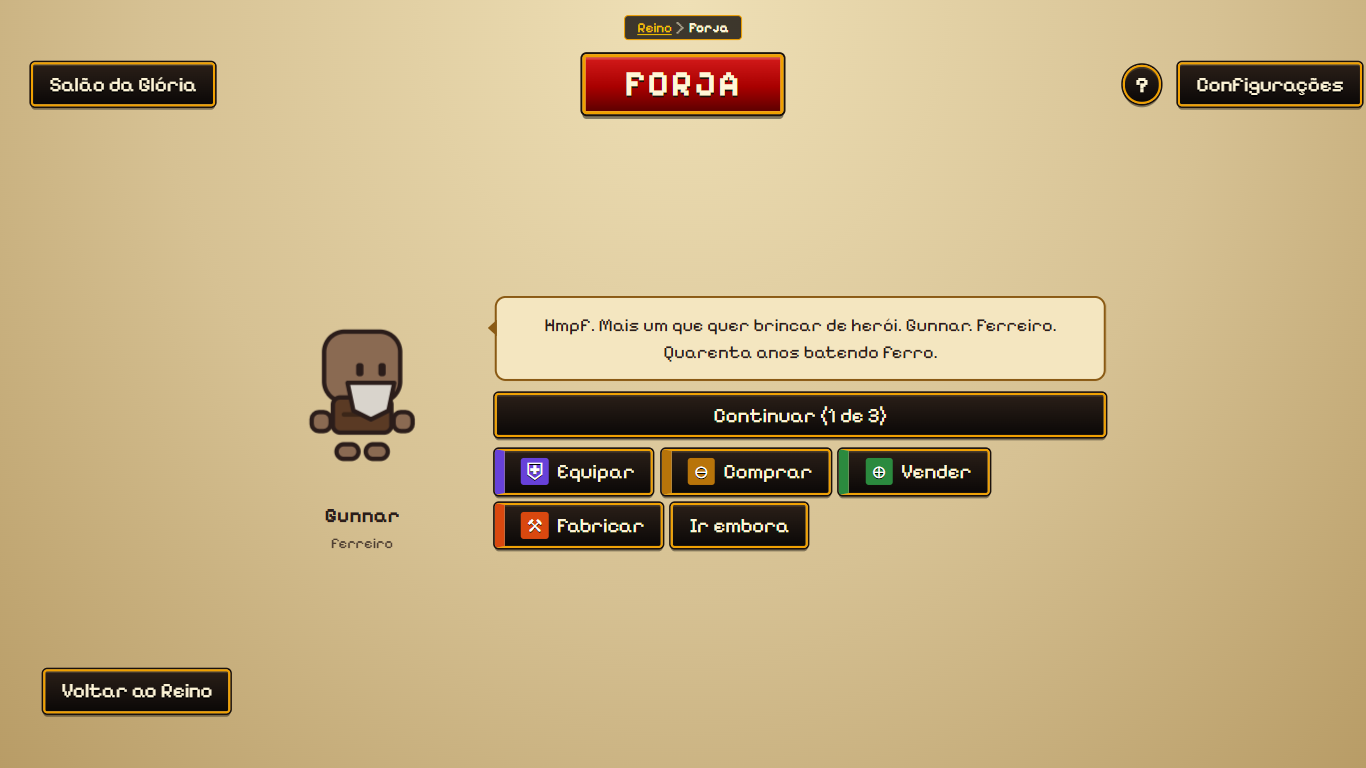 Reino > Forja
Salão da Glória
FORJA
?
Configurações
Hmpf. Mais um que quer brincar de herói. Gunnar. Ferreiro.
Quarenta anos batendo ferro.
Continuar (1 de 3)
Equipar
Comprar
Vender
Fabricar
Ir embora
Gunnar
Ferreiro
Voltar ao Reino